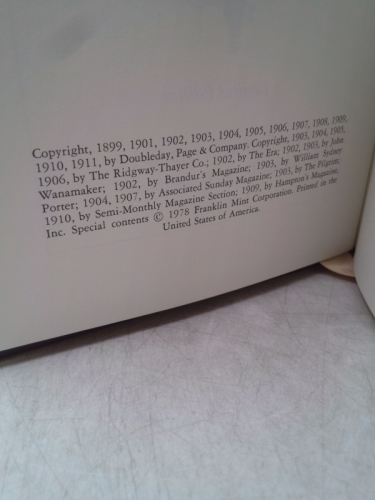 Copyright, 1899, 1901, 1902, 1903, 1904, 1905, 1906, 1907, 1908, 1909,
1910, 1911, by Doubleday, Page & Company. Copyright, 1903, 1904, 1905,
1906, by The Ridgway-Thayer Co.; 1902, by The Era; 1902, 1903, by John
Wanamaker; 1902, by Brandur's Magazine; 1903, by William Sydney
Porter; 1904, 1907, by Associated Sunday Magazine; 1903, by The Pilgrim;
1910, by Semi-Monthly Magazine Section; 1909, by Hampton's Magazine,
Inc. Special contents © 1978 Franklin Mint Corporation. Printed in the
United States of America.